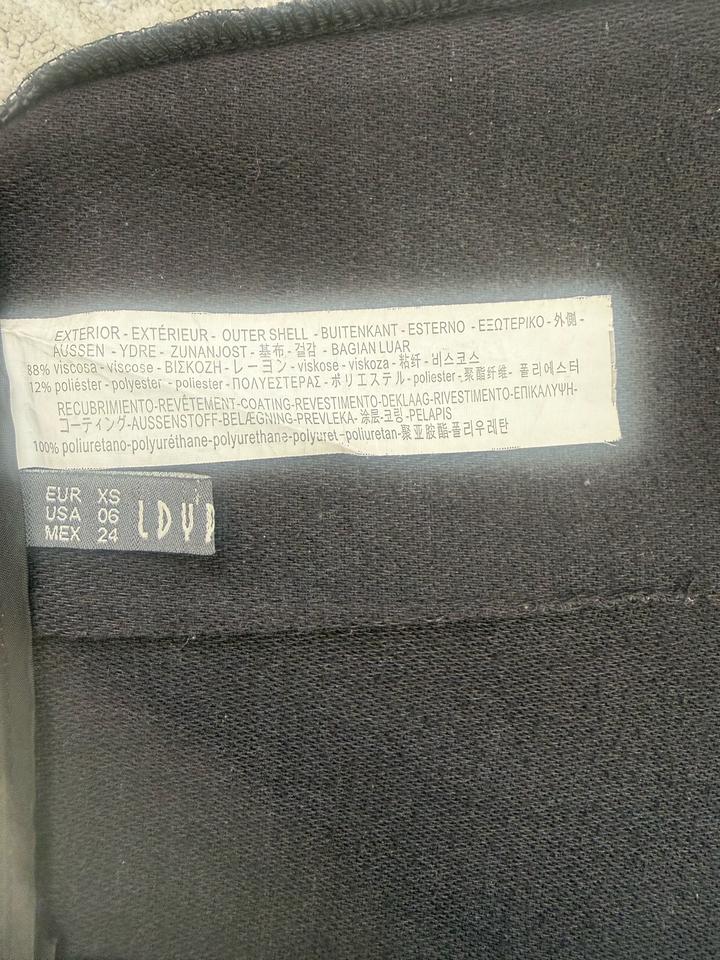 EXTERIOR - EXTÉRIEUR - OUTER SHELL - BUITENKANT - ESTERNO - ΕΞΩΤΕΡΙΚΟ - 外側 -
AUSSEN - YDRE - ZUNANJOST - 基布 - 겉감 - BAGIAN LUAR
88% viscosa - viscose - ΒΙΣΚΟΖΗ - レーヨン - viskose - viskoza - 粘纤 - 비스코스
12% poliéster - polyester - poliester - ΠΟΛΥΕΣΤΕΡΑΣ - ポリエステル - poliester - 聚酯纤维- 폴리에스터
RECUBRIMIENTO-REVÊTEMENT-COATING-REVESTIMENTO-DEKLAAG-RIVESTIMENTO-ΕΠΙΚΑΛΥΨΗ-
コーティング-AUSSENSTOFF-BELÆGNING-PREVLEKA- 涂层-코팅-PELAPIS
100% poliuretano-polyuréthane-polyurethane-polyuret-poliuretan-聚亚胺酯-폴리우레탄
EUR XS
USA 06
MEX 24